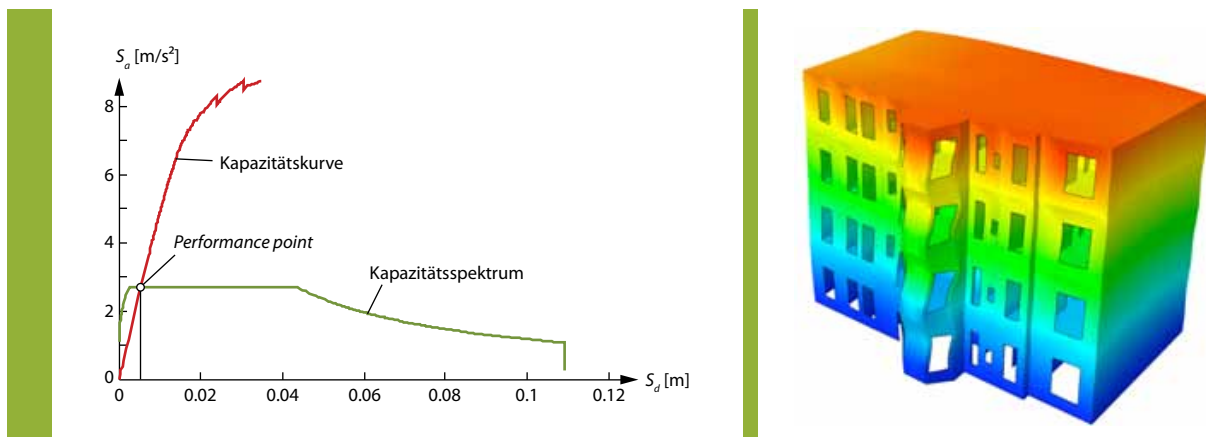 S_a [m/s²]
8
Kapazitätskurve
6
Performance point
4
Kapazitätsspektrum
2
0
0 0.02 0.04 0.06 0.08 0.1 0.12 S_d [m]